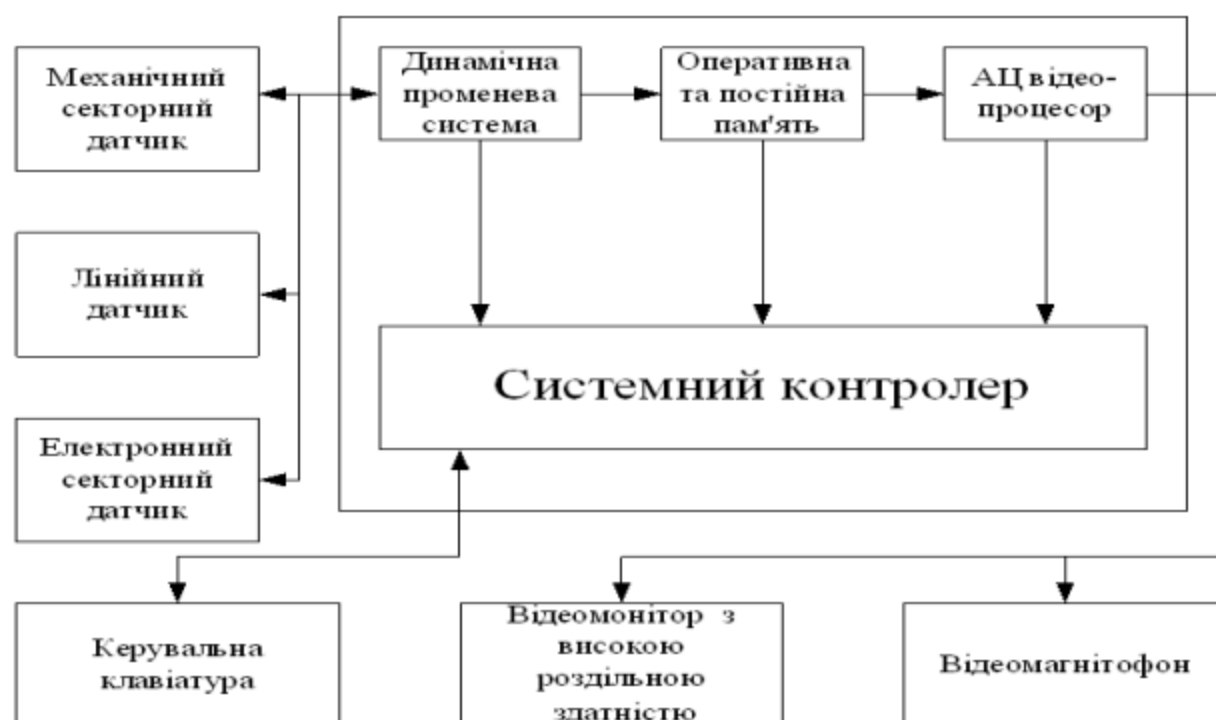 Механічний
секторний
датчик
Динамічна
променева
система
Оперативна
та постійна
пам'ять
АЦ відео-
процесор
Лінійний
датчик
Системний контролер
Електронний
секторний
датчик
Керувальна
клавіатура
Відеомонітор з
високою
роздільною
здатністю
Відеомагнітофон